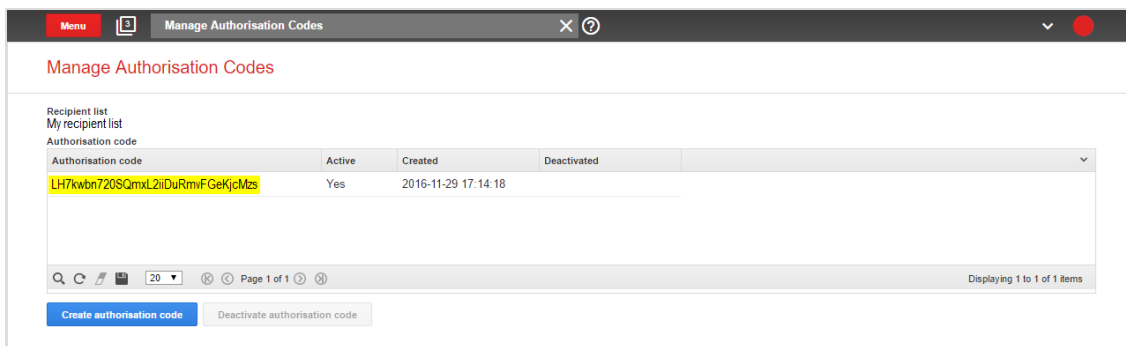 Menu 3 Manage Authorisation Codes
Manage Authorisation Codes
Recipient list
My recipient list
Authorisation code
Authorisation code Active Created Deactivated
LH7kwbn720SQmxL2iiDuRmvFGeKjcMzs Yes 2016-11-29 17:14:18
20 Page 1 of 1 Displaying 1 to 1 of 1 items
Create authorisation code Deactivate authorisation code